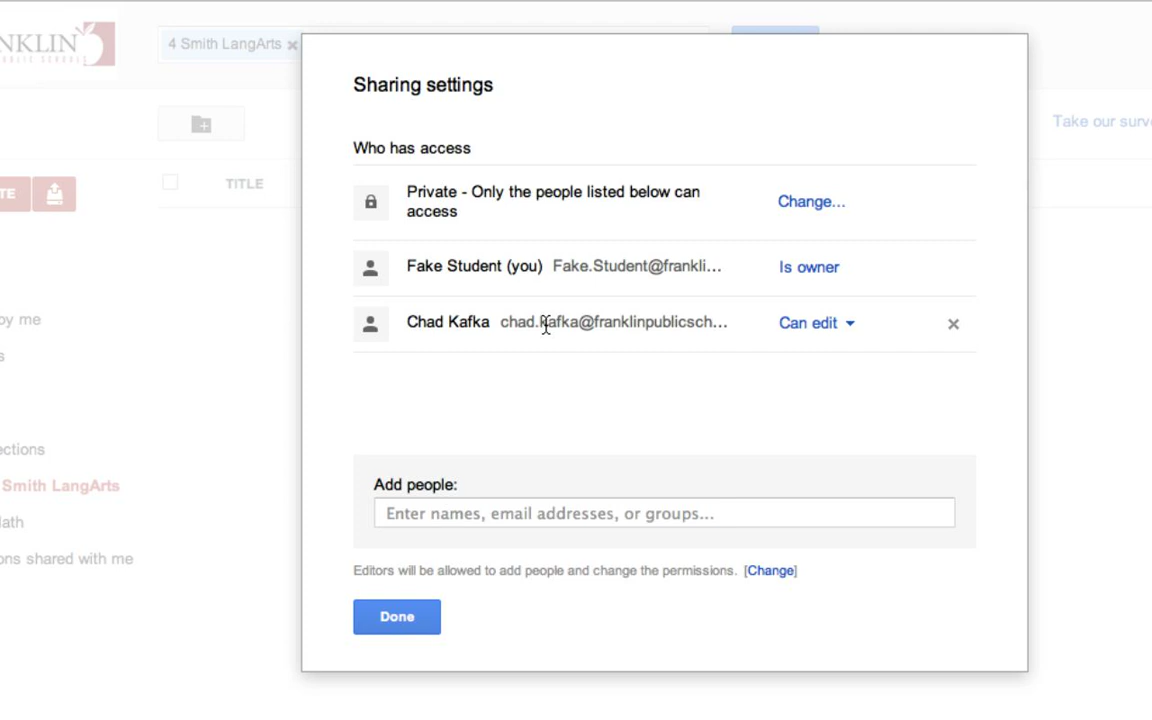 NKLIN
4 Smith LangArts ×
Sharing settings
Who has access
Take our surv
TE
TITLE
Private - Only the people listed below can
access
Change...
Fake Student (you) Fake.Student@frankli... Is owner
Chad Kafka chad.kafka@franklinpublicsch... Can edit
by me
s
ections
Smith LangArts
ath
ons shared with me
Add people:
Enter names, email addresses, or groups...
Editors will be allowed to add people and change the permissions. [Change]
Done